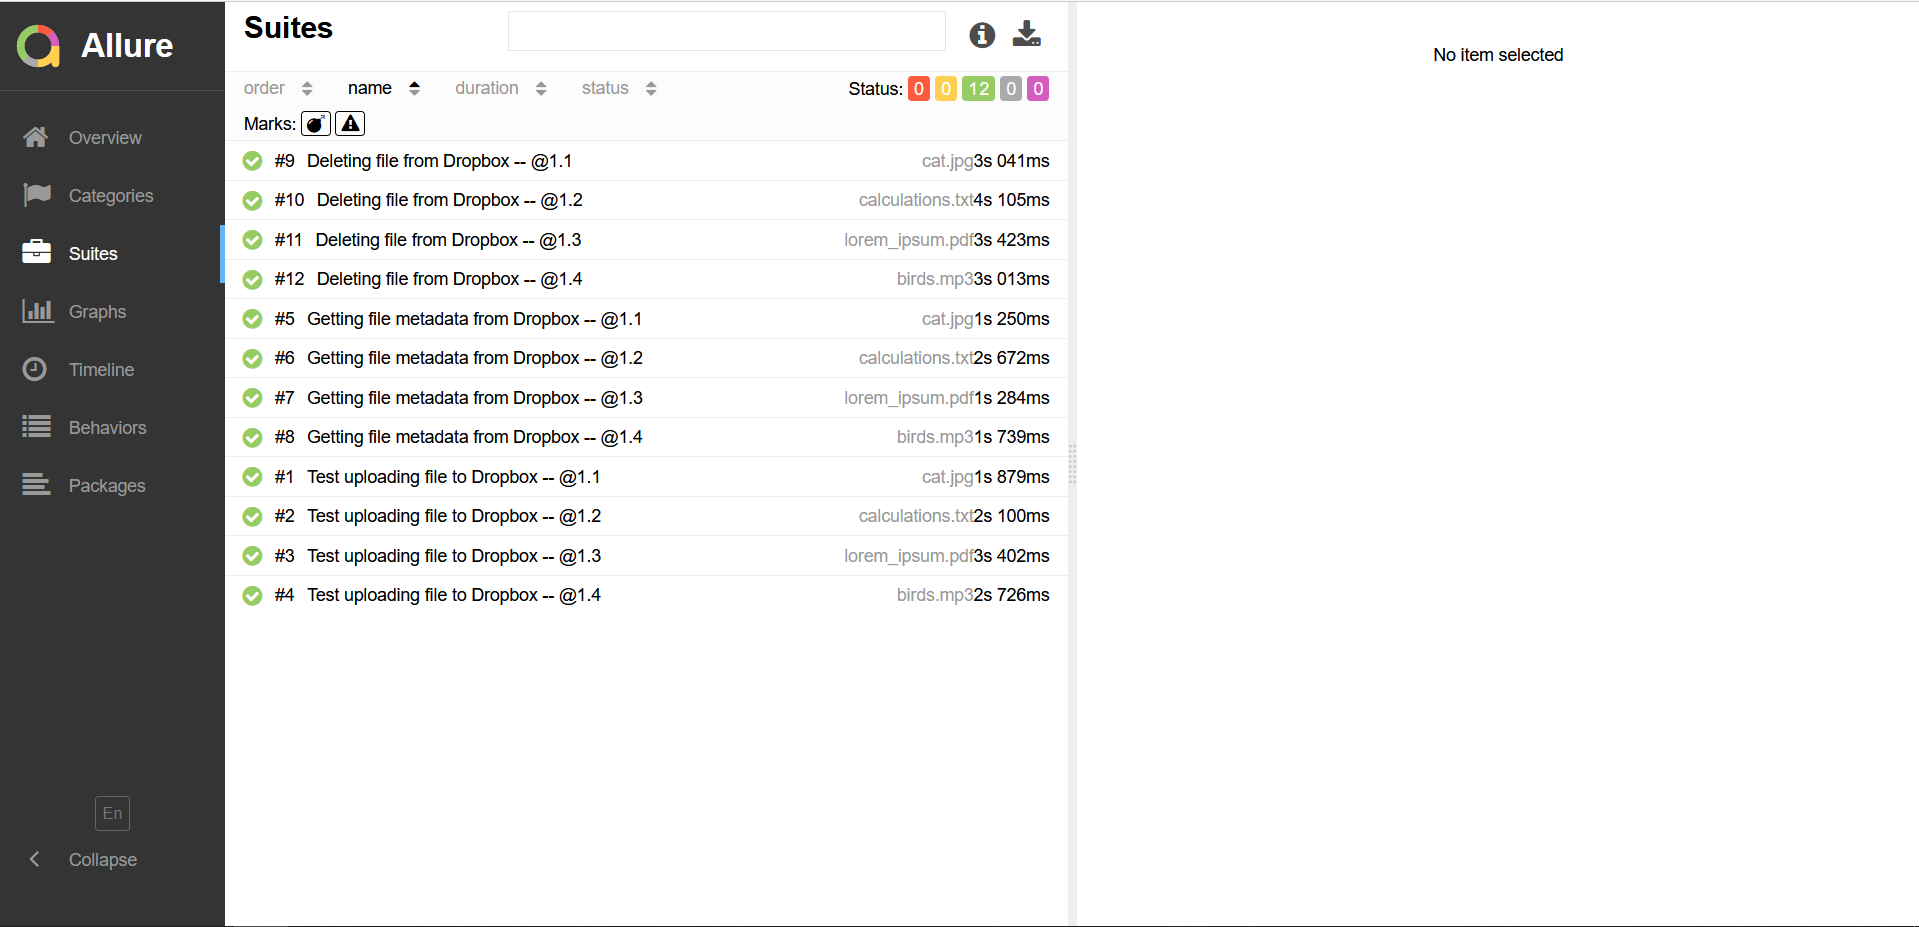 Allure
Overview
Categories
Suites
Graphs
Timeline
Behaviors
Packages
En
Collapse
Suites
order name duration status Status: 0 0 12 0 0
Marks:
#9 Deleting file from Dropbox -- @1.1 cat.jpg3s 041ms
#10 Deleting file from Dropbox -- @1.2 calculations.txt4s 105ms
#11 Deleting file from Dropbox -- @1.3 lorem_ipsum.pdf3s 423ms
#12 Deleting file from Dropbox -- @1.4 birds.mp33s 013ms
#5 Getting file metadata from Dropbox -- @1.1 cat.jpg1s 250ms
#6 Getting file metadata from Dropbox -- @1.2 calculations.txt2s 672ms
#7 Getting file metadata from Dropbox -- @1.3 lorem_ipsum.pdf1s 284ms
#8 Getting file metadata from Dropbox -- @1.4 birds.mp31s 739ms
#1 Test uploading file to Dropbox -- @1.1 cat.jpg1s 879ms
#2 Test uploading file to Dropbox -- @1.2 calculations.txt2s 100ms
#3 Test uploading file to Dropbox -- @1.3 lorem_ipsum.pdf3s 402ms
#4 Test uploading file to Dropbox -- @1.4 birds.mp32s 726ms
No item selected